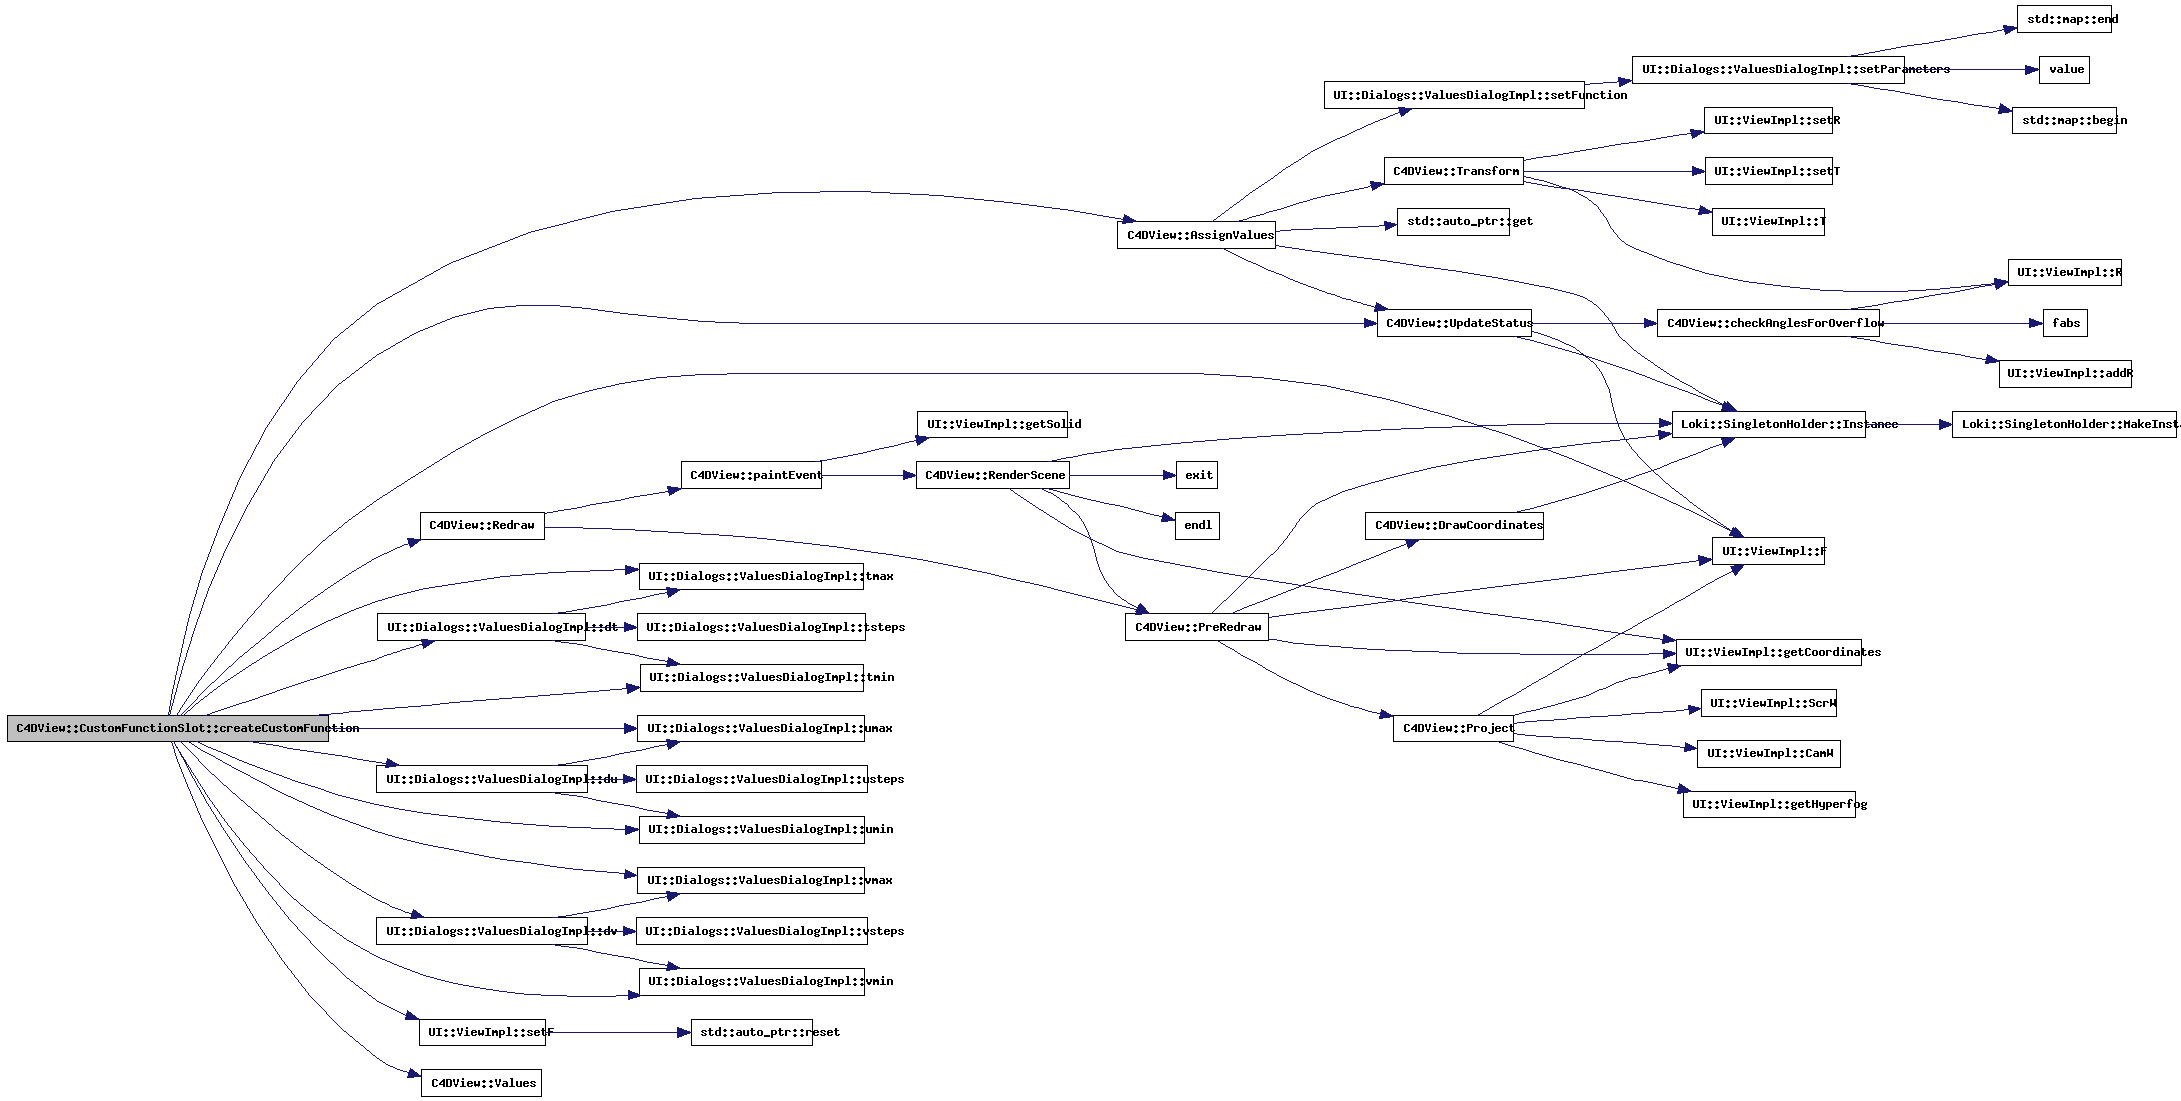 std::map::end
UI::Dialogs::ValuesDialogImpl::setParameters
value
UI::Dialogs::ValuesDialogImpl::setFunction
std::map::begin
UI::ViewImpl::setR
C4DView::Transform
UI::ViewImpl::setT
std::auto_ptr::get
UI::ViewImpl::T
C4DView::AssignValues
UI::ViewImpl::R
C4DView::UpdateStatus
C4DView::checkAnglesForOverflow
fabs
UI::ViewImpl::addR
UI::ViewImpl::getSolid
Loki::SingletonHolder::Instance
Loki::SingletonHolder::MakeInst
C4DView::paintEvent
C4DView::RenderScene
exit
C4DView::Redraw
endl
C4DView::DrawCoordinates
UI::ViewImpl::F
UI::Dialogs::ValuesDialogImpl::tmax
UI::Dialogs::ValuesDialogImpl::dt
UI::Dialogs::ValuesDialogImpl::tsteps
C4DView::PreRedraw
UI::ViewImpl::getCoordinates
UI::Dialogs::ValuesDialogImpl::tmin
UI::ViewImpl::ScrW
C4DView::CustomFunctionSlot::createCustomFunction
UI::Dialogs::ValuesDialogImpl::umax
C4DView::Project
UI::ViewImpl::CamW
UI::Dialogs::ValuesDialogImpl::du
UI::Dialogs::ValuesDialogImpl::usteps
UI::ViewImpl::getHyperfog
UI::Dialogs::ValuesDialogImpl::umin
UI::Dialogs::ValuesDialogImpl::vmax
UI::Dialogs::ValuesDialogImpl::dv
UI::Dialogs::ValuesDialogImpl::vsteps
UI::Dialogs::ValuesDialogImpl::vmin
UI::ViewImpl::setF
std::auto_ptr::reset
C4DView::Values